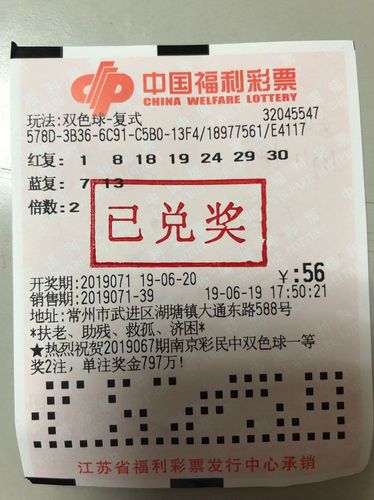 中国福利彩票
CHINA WELFARE LOTTERY
玩法:双色球-复式 32045547
578D-3B36-6C91-C5B0-13F4/18977561/E4117
红复: 1 8 18 19 24 29 30
蓝复: 7 13
倍数:2
已兑奖
开奖期:2019071 19-06-20 ¥:56
销售期:2019071-39 19-06-19 17:50:21
地址:常州市武进区湖塘镇大通东路588号
*扶老、助残、救孤、济困*
★热烈祝贺2019067期南京彩民中双色球一等
奖2注，单注奖金797万!
江苏省福利彩票发行中心承销